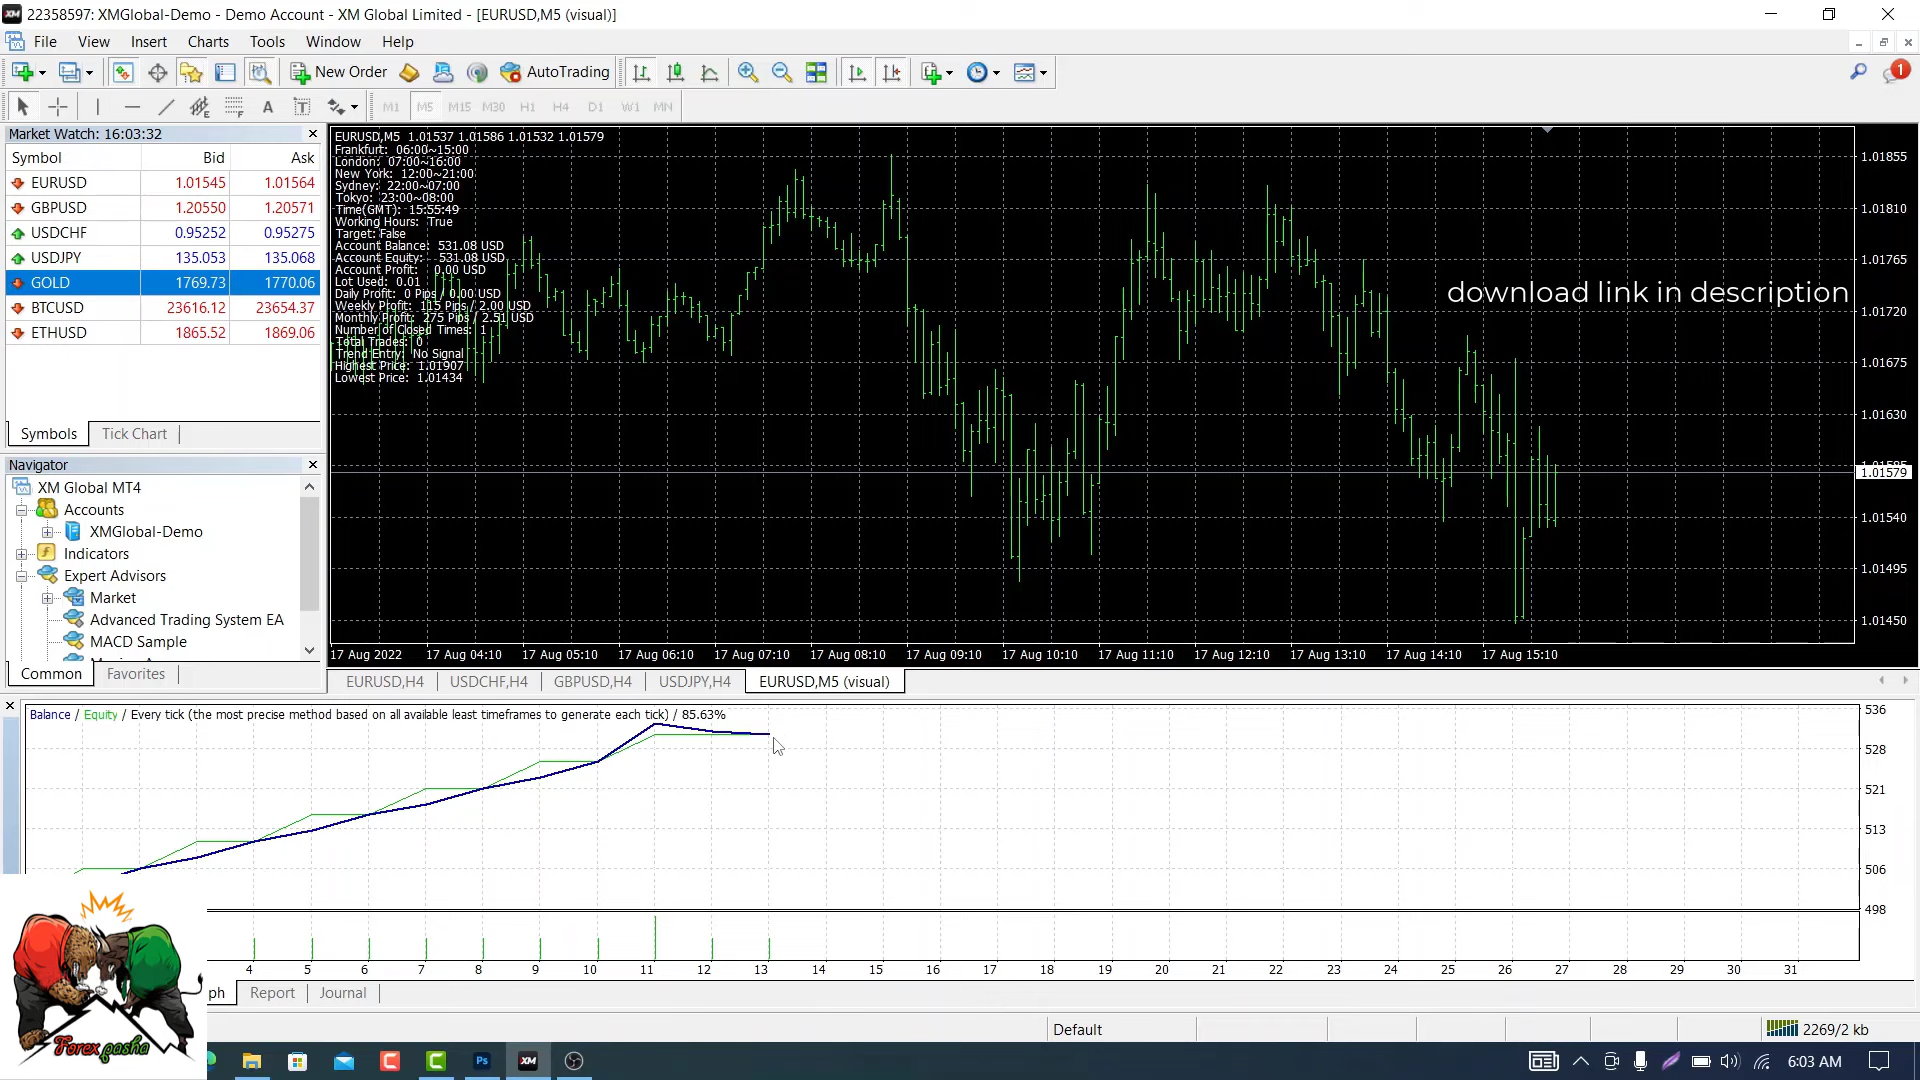 22358597: XMGlobal-Demo - Demo Account - XM Global Limited - [EURUSD,M5 (visual)]
File View Insert Charts Tools Window Help
New Order AutoTrading
M1 M5 M15 M30 H1 H4 D1 W1 MN
Market Watch: 16:03:32
Symbol Bid Ask
EURUSD 1.01545 1.01564
GBPUSD 1.20550 1.20571
USDCHF 0.95252 0.95275
USDJPY 135.053 135.068
GOLD 1769.73 1770.06
BTCUSD 23616.12 23654.37
ETHUSD 1865.52 1869.06
Symbols Tick Chart
Navigator
XM Global MT4
Accounts
XMGlobal-Demo
Indicators
Expert Advisors
Market
Advanced Trading System EA
MACD Sample
Common Favorites
EURUSD,M5 1.01537 1.01586 1.01532 1.01579
Frankfurt: 06:00~15:00
London: 07:00~16:00
New York: 12:00~21:00
Sydney: 22:00~07:00
Tokyo: 23:00~08:00
Time(GMT): 15:55:49
Working Hours: True
Target: False
Account Balance: 531.08 USD
Account Equity: 531.08 USD
Account Profit: 0.00 USD
Lot Used: 0.01
Daily Profit: 0 Pips / 0.00 USD
Weekly Profit: 115 Pips / 2.00 USD
Monthly Profit: 275 Pips / 2.51 USD
Number of Closed Times: 1
Total Trades: 0
Trend Entry: No Signal
Highest Price: 1.01907
Lowest Price: 1.01434
download link in description
1.01855
1.01810
1.01765
1.01720
1.01675
1.01630
1.01579
1.01540
1.01495
1.01450
17 Aug 2022 17 Aug 04:10 17 Aug 05:10 17 Aug 06:10 17 Aug 07:10 17 Aug 08:10 17 Aug 09:10 17 Aug 10:10 17 Aug 11:10 17 Aug 12:10 17 Aug 13:10 17 Aug 14:10 17 Aug 15:10
EURUSD,H4 USDCHF,H4 GBPUSD,H4 USDJPY,H4 EURUSD,M5 (visual)
Balance / Equity / Every tick (the most precise method based on all available least timeframes to generate each tick) / 85.63%
536
528
521
513
506
498
4 5 6 7 8 9 10 11 12 13 14 15 16 17 18 19 20 21 22 23 24 25 26 27 28 29 30 31
ph Report Journal
Default 2269/2 kb
Forex pasha
Ps XM
6:03 AM
1